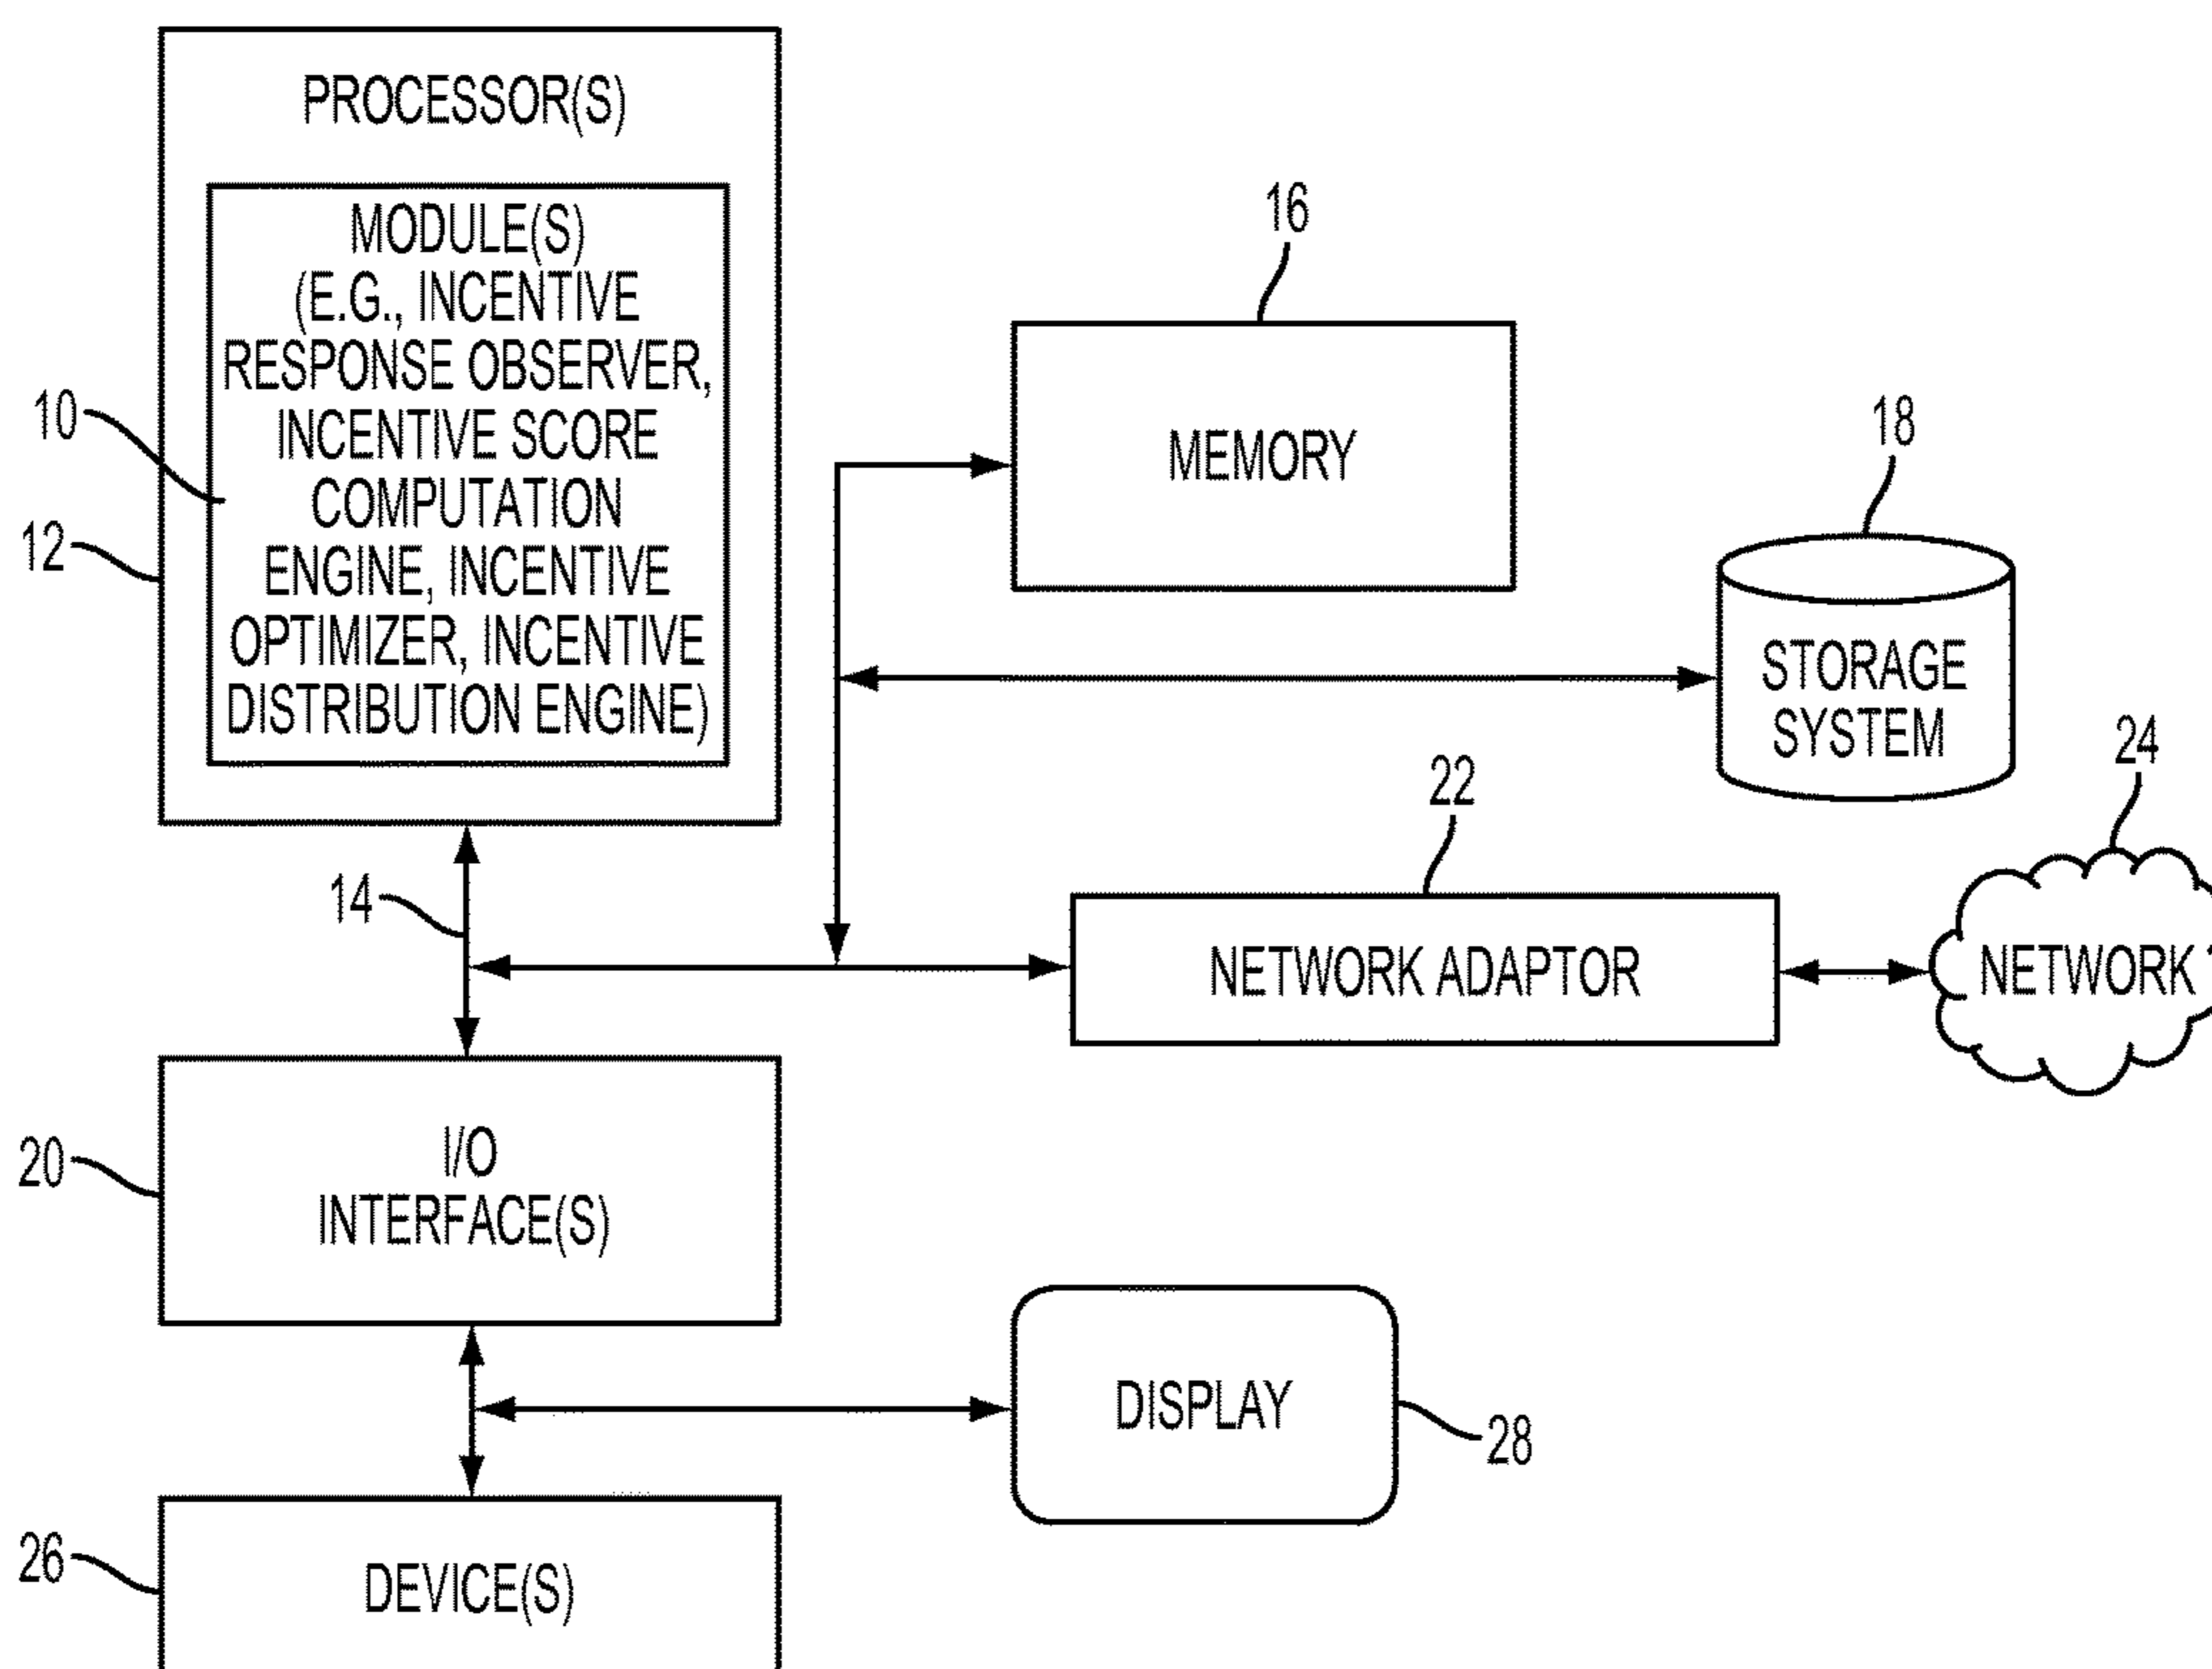 PROCESSOR(S)
MODULE(S)
(E.G., INCENTIVE
RESPONSE OBSERVER,
INCENTIVE SCORE
COMPUTATION
ENGINE, INCENTIVE
OPTIMIZER, INCENTIVE
DISTRIBUTION ENGINE)
10
12
14
16
MEMORY
18
STORAGE
SYSTEM
22
NETWORK ADAPTOR
24
NETWORK
20
I/O
INTERFACE(S)
DISPLAY
28
26
DEVICE(S)